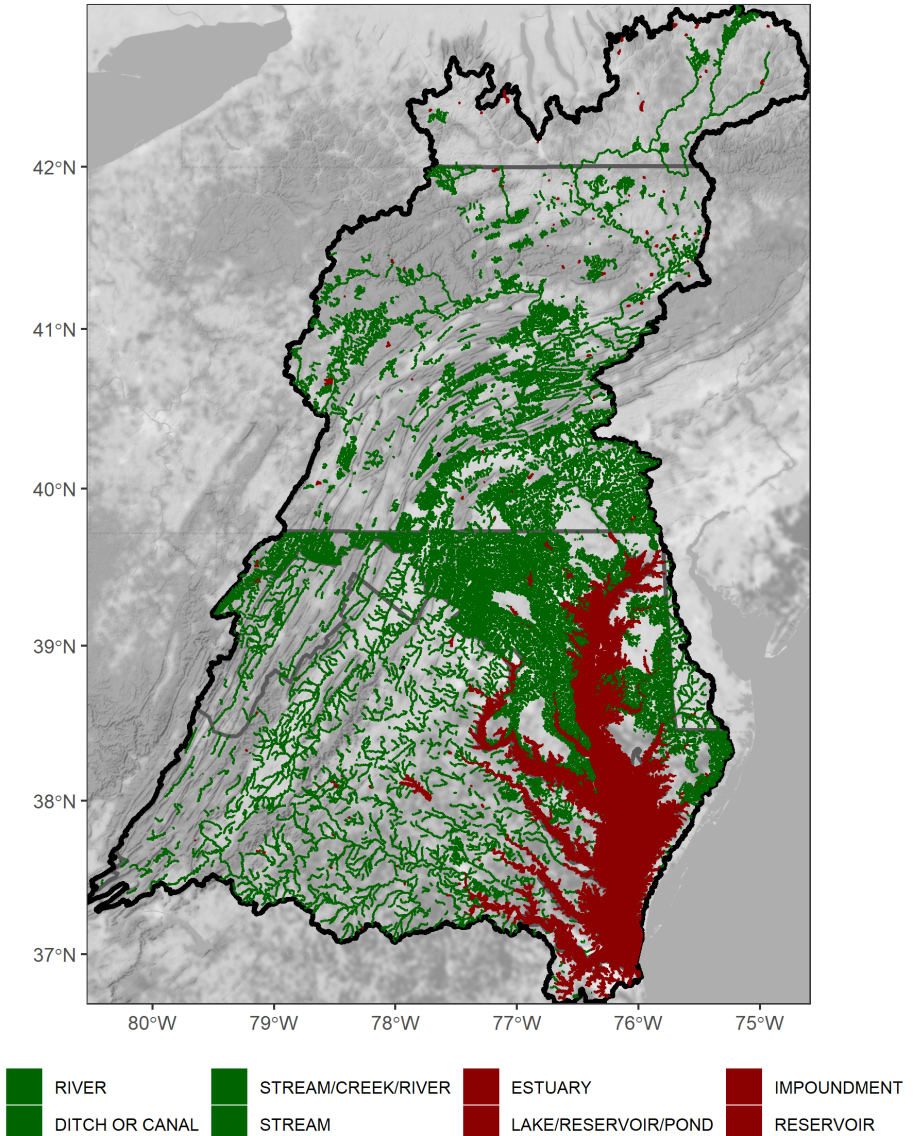 42°N
41°N
40°N
39°N
38°N
37°N
80°W 79°W 78°W 77°W 76°W 75°W
RIVER STREAM/CREEK/RIVER ESTUARY IMPOUNDMENT
DITCH OR CANAL STREAM LAKE/RESERVOIR/POND RESERVOIR